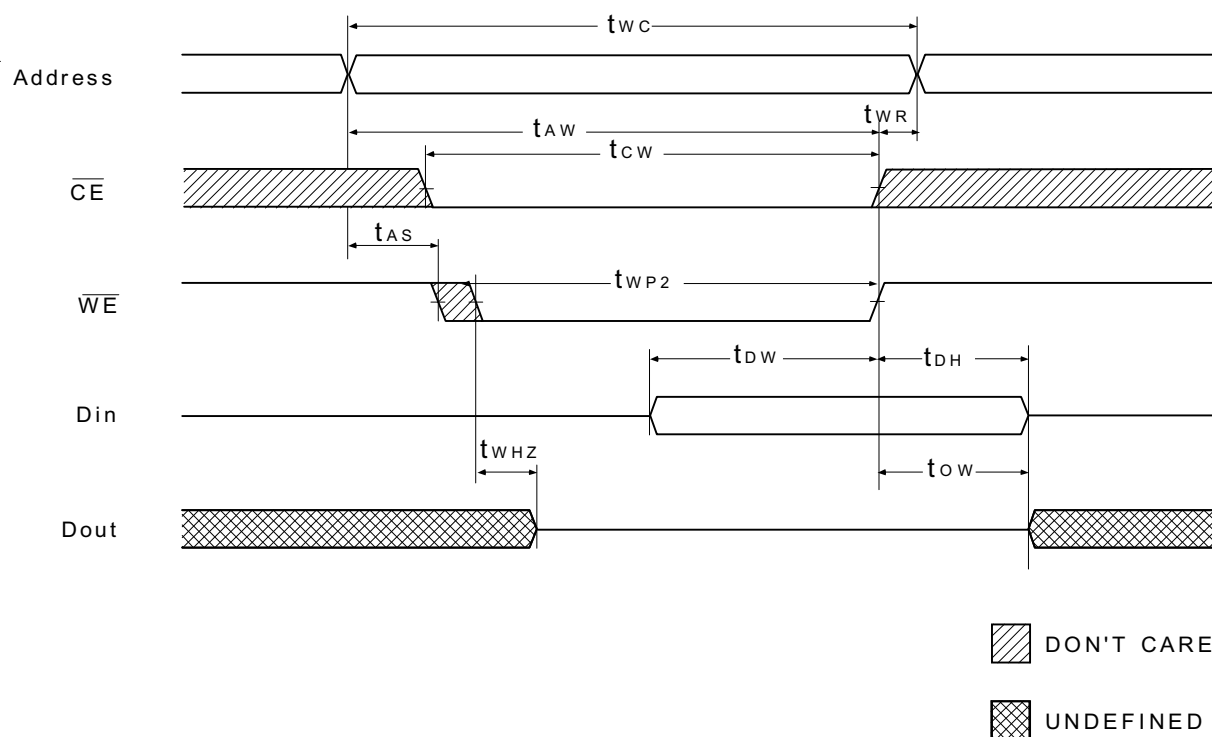 tWC
Address
tWR
tAW
tCW
CE
tAS
tWP2
WE
tDW
tDH
Din
tWHZ
tOW
Dout
DON'T CARE
UNDEFINED